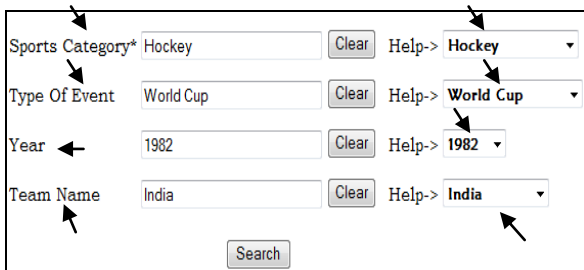 Sports Category* Hockey Clear Help-> Hockey
Type Of Event World Cup Clear Help-> World Cup
Year 1982 Clear Help-> 1982
Team Name India Clear Help-> India
Search